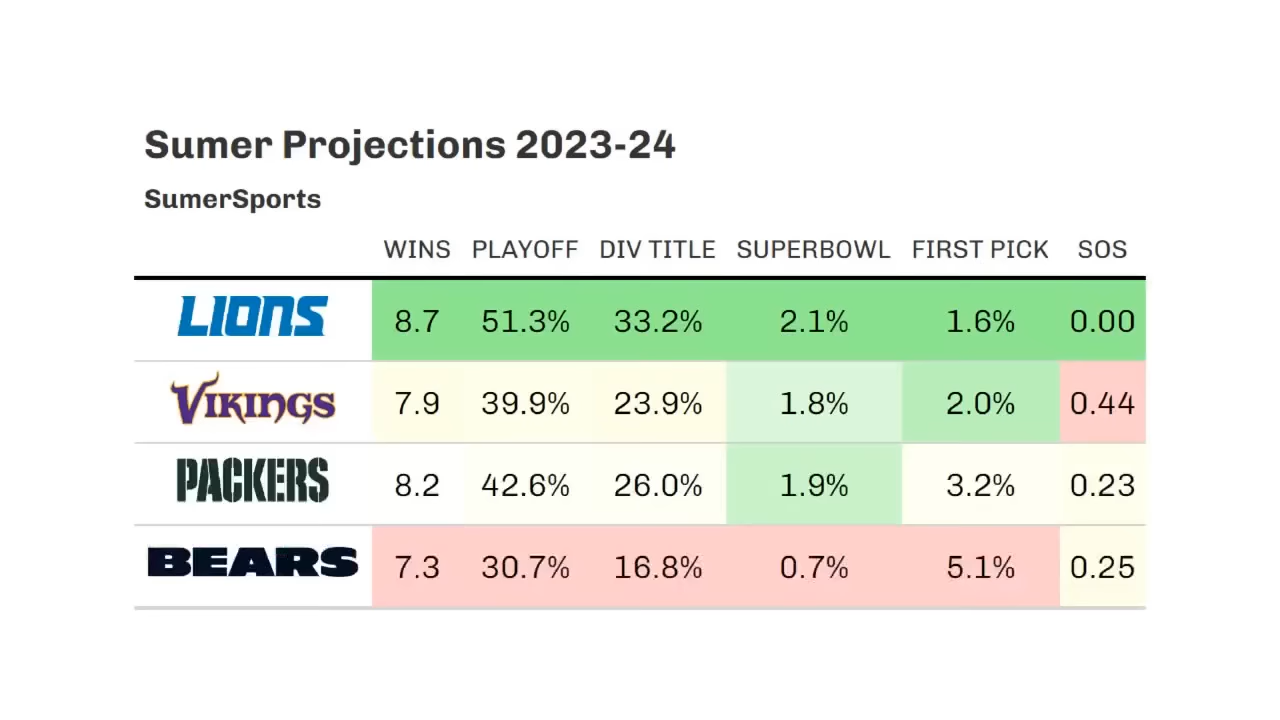 Sumer Projections 2023-24
SumerSports
WINS PLAYOFF DIV TITLE SUPERBOWL FIRST PICK SOS
LIONS 8.7 51.3% 33.2% 2.1% 1.6% 0.00
VIKINGS 7.9 39.9% 23.9% 1.8% 2.0% 0.44
PACKERS 8.2 42.6% 26.0% 1.9% 3.2% 0.23
BEARS 7.3 30.7% 16.8% 0.7% 5.1% 0.25